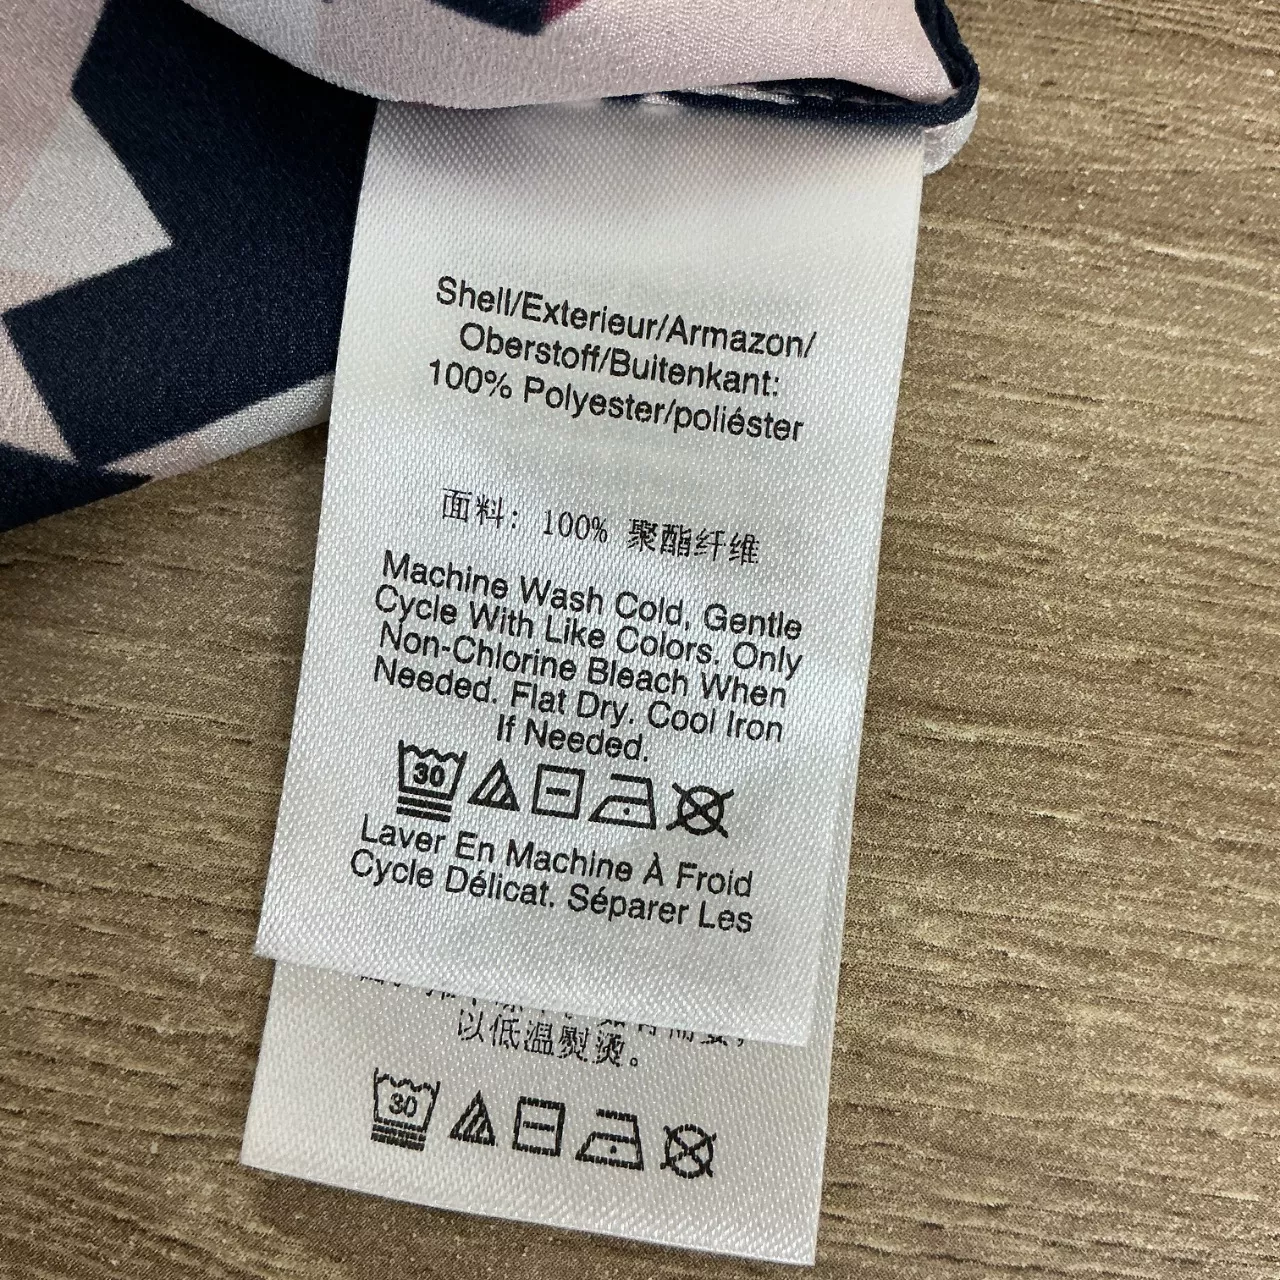 Shell/Exterieur/Armazon/
Oberstoff/Buitenkant:
100% Polyester/poliéster
面料: 100% 聚酯纤维
Machine Wash Cold, Gentle
Cycle With Like Colors. Only
Non-Chlorine Bleach When
Needed. Flat Dry. Cool Iron
If Needed.
30
Laver En Machine À Froid
Cycle Délicat. Séparer Les
以低温熨烫。
30